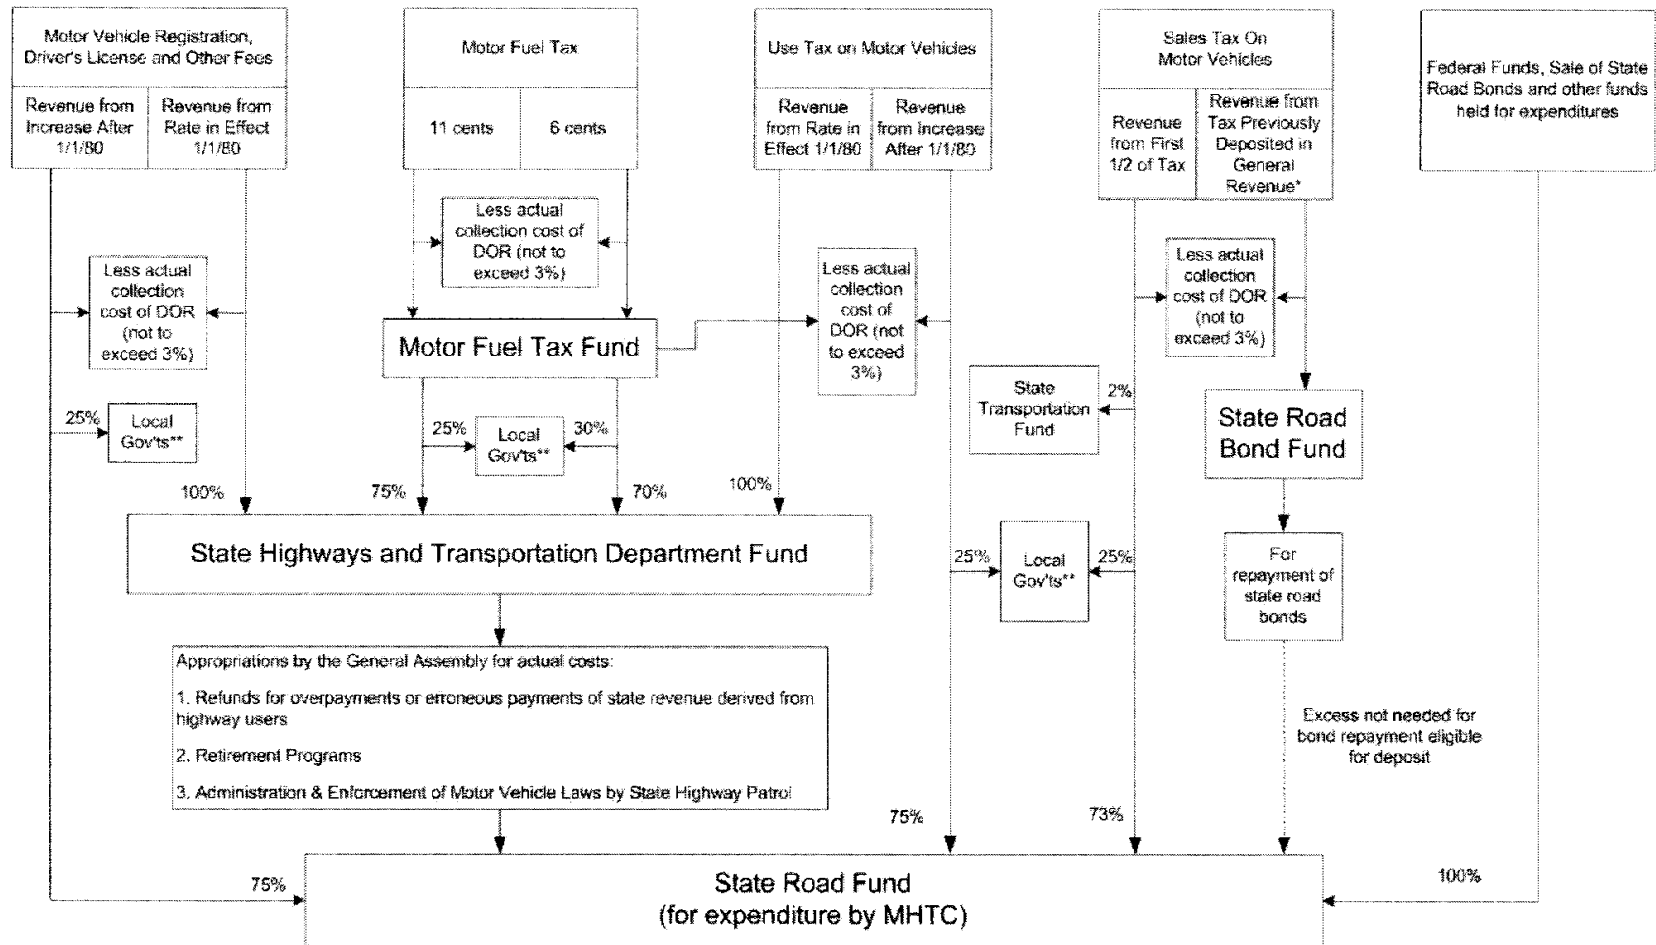 Motor Vehicle Registration,
Driver's License and Other Fees
Revenue from
Increase After
1/1/80
Revenue from
Rate in Effect
1/1/80
Motor Fuel Tax
11 cents
6 cents
Use Tax on Motor Vehicles
Revenue
from Rate in
Effect 1/1/80
Revenue
from Increase
After 1/1/80
Sales Tax On
Motor Vehicles
Revenue
from First
1/2 of Tax
Revenue from
Tax Previously
Deposited in
General
Revenue*
Federal Funds, Sale of State
Road Bonds and other funds
held for expenditures
Less actual
collection
cost of DOR
(not to
exceed 3%)
Less actual
collection cost of
DOR (not to
exceed 3%)
Less actual
collection
cost of
DOR (not
to exceed
3%)
Less actual
collection
cost of DOR
(not to
exceed 3%)
Motor Fuel Tax Fund
State
Transportation
Fund
2%
State Road
Bond Fund
25%
Local
Gov'ts**
25%
Local
Gov'ts**
30%
100%
75%
70%
100%
State Highways and Transportation Department Fund
25%
Local
Gov'ts**
25%
For
repayment of
state road
bonds
Appropriations by the General Assembly for actual costs:
1. Refunds for overpayments or erroneous payments of state revenue derived from
highway users
2. Retirement Programs
3. Administration & Enforcement of Motor Vehicle Laws by State Highway Patrol
Excess not needed for
bond repayment eligible
for deposit
75%
73%
75%
100%
State Road Fund
(for expenditure by MHTC)